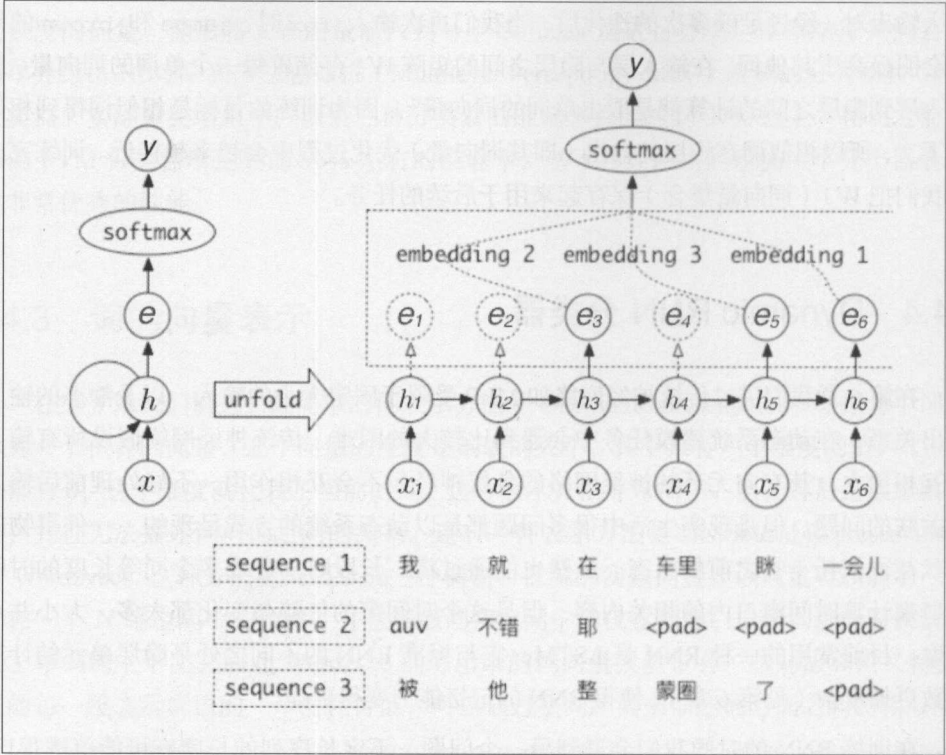 y
softmax
e
h
x
unfold
y
softmax
embedding 2 embedding 3 embedding 1
e₁ e₂ e₃ e₄ e₅ e₆
h₁ h₂ h₃ h₄ h₅ h₆
x₁ x₂ x₃ x₄ x₅ x₆
sequence 1 我 就 在 车里 眯 一会儿
sequence 2 auv 不错 耶 <pad> <pad> <pad>
sequence 3 被 他 整 蒙圈 了 <pad>